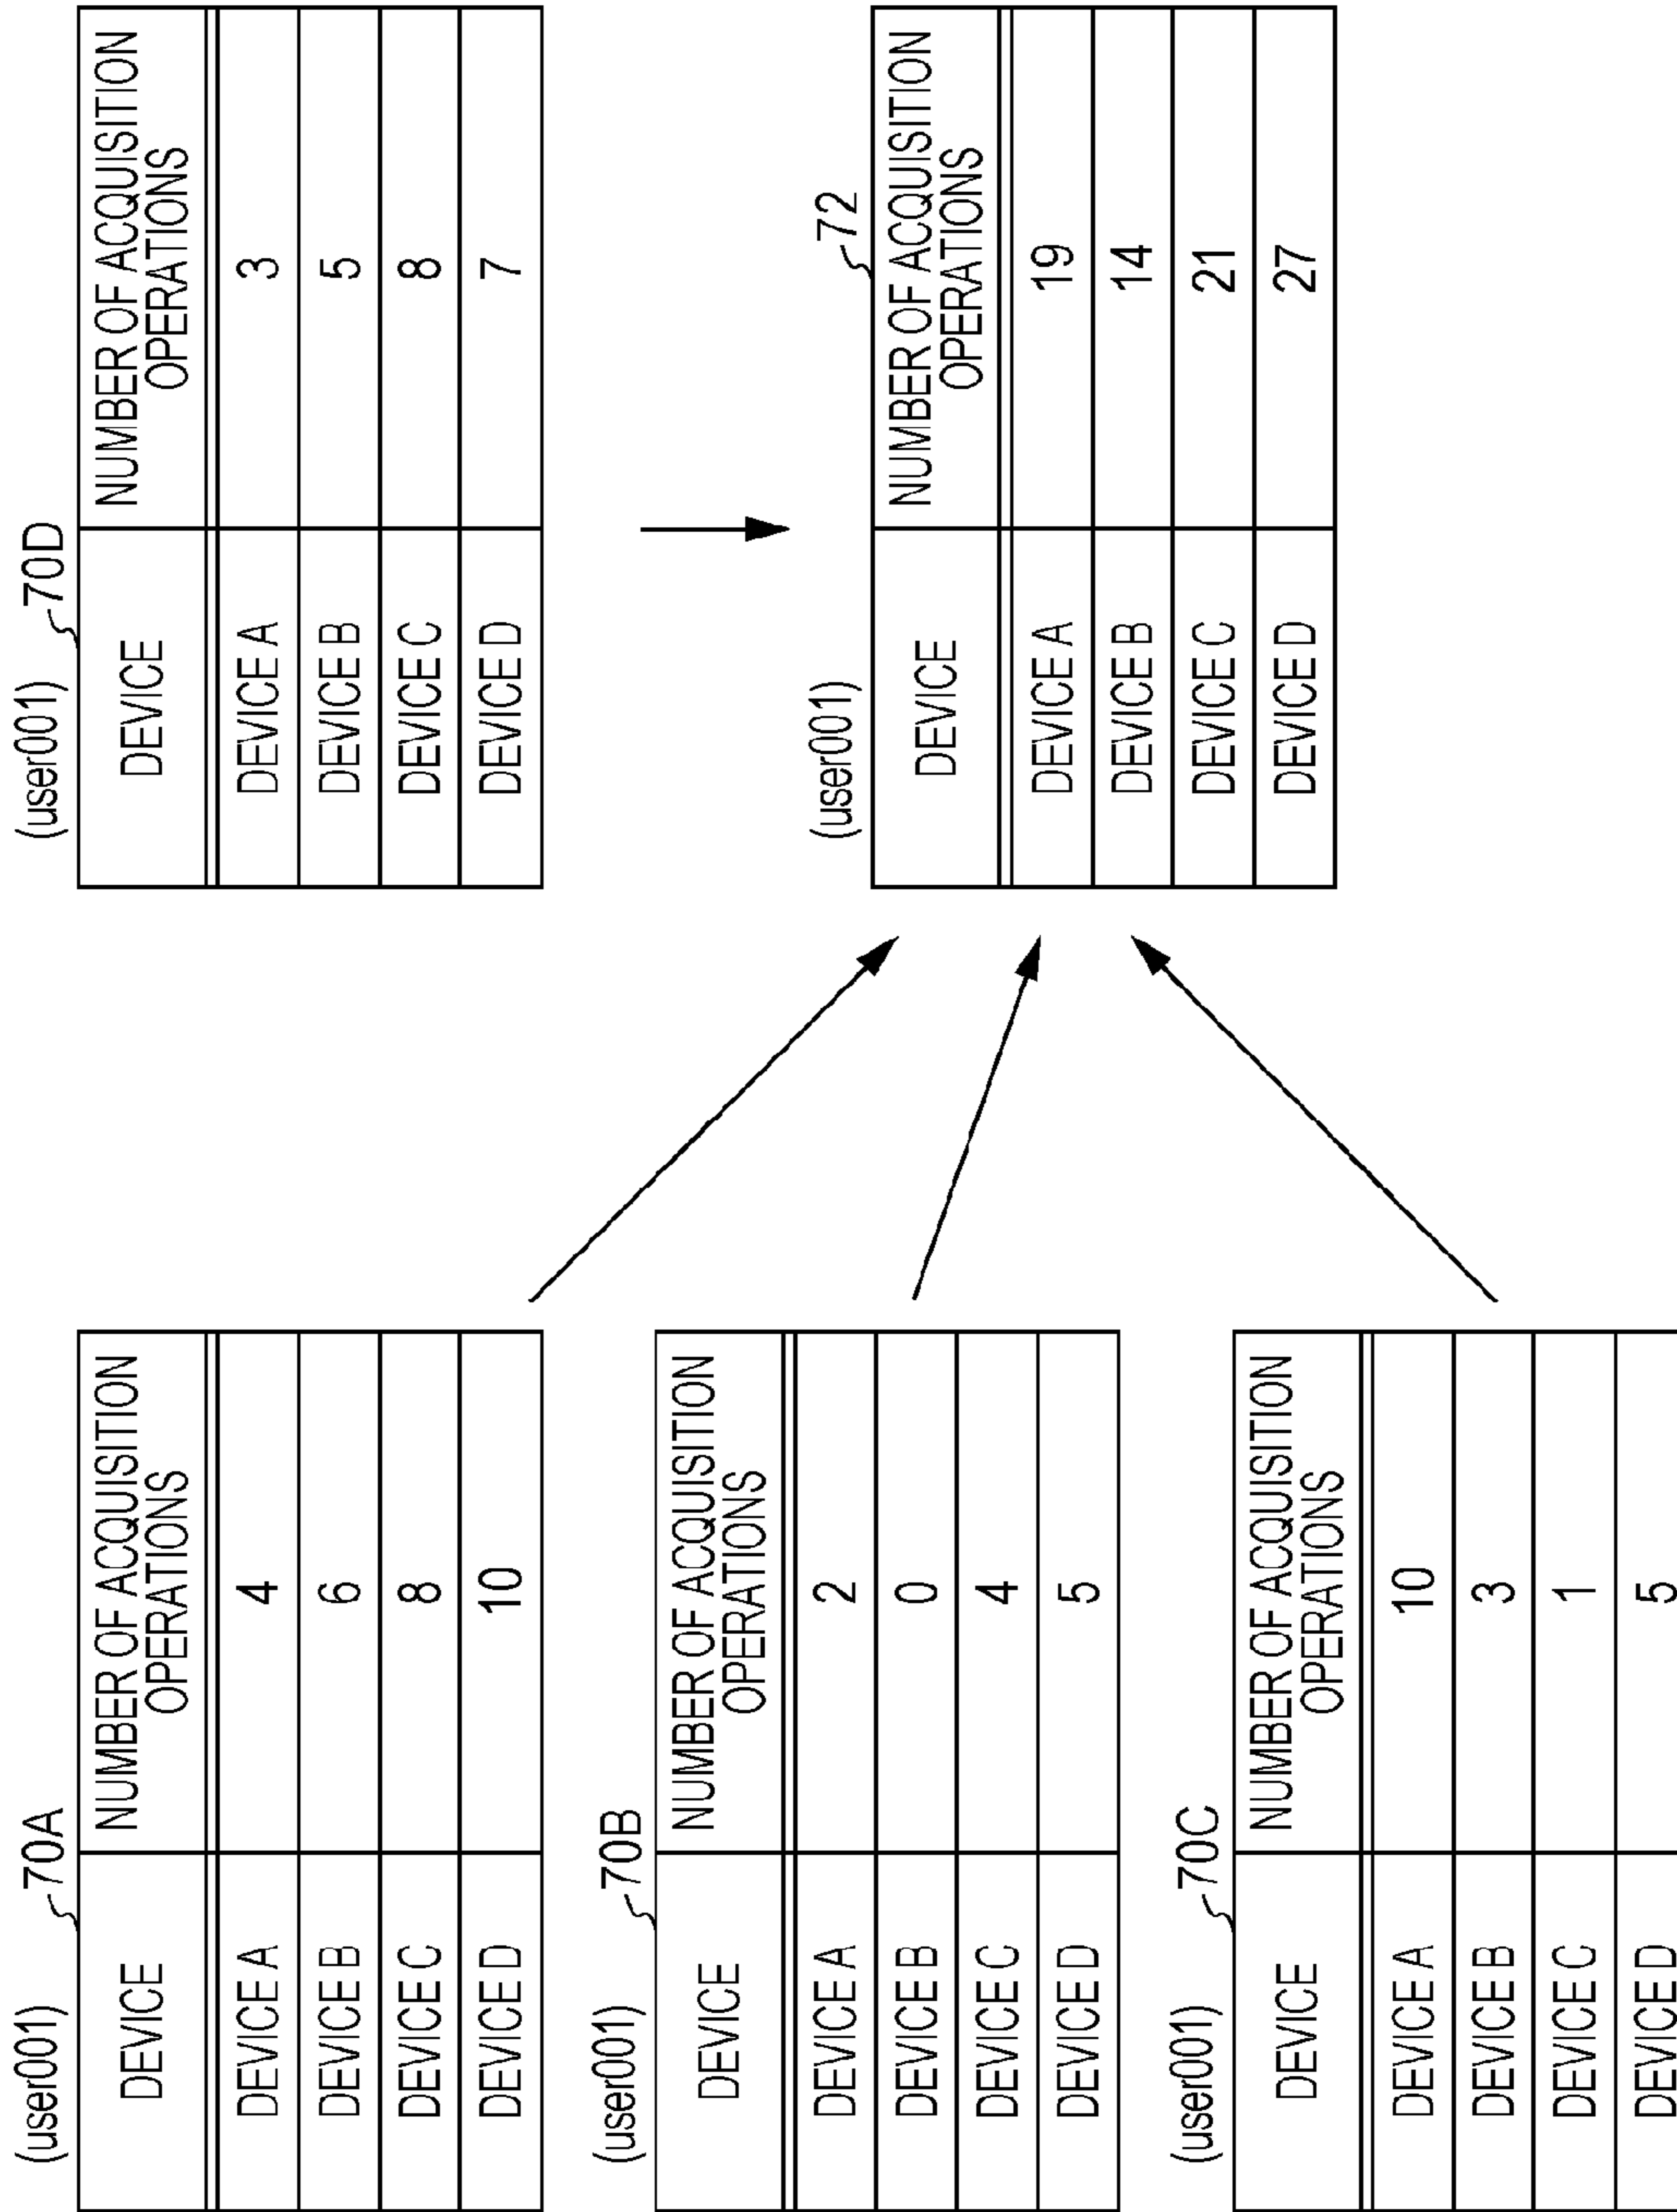 (user001) 70A
DEVICE NUMBER OF ACQUISITION
OPERATIONS
DEVICE A 4
DEVICE B 6
DEVICE C 8
DEVICE D 10
(user001) 70B
DEVICE NUMBER OF ACQUISITION
OPERATIONS
DEVICE A 2
DEVICE B 0
DEVICE C 4
DEVICE D 5
(user001) 70C
DEVICE NUMBER OF ACQUISITION
OPERATIONS
DEVICE A 10
DEVICE B 3
DEVICE C 1
DEVICE D 5
(user001) 70D
DEVICE NUMBER OF ACQUISITION
OPERATIONS
DEVICE A 3
DEVICE B 5
DEVICE C 8
DEVICE D 7
(user001) 72
DEVICE NUMBER OF ACQUISITION
OPERATIONS
DEVICE A 19
DEVICE B 14
DEVICE C 21
DEVICE D 27